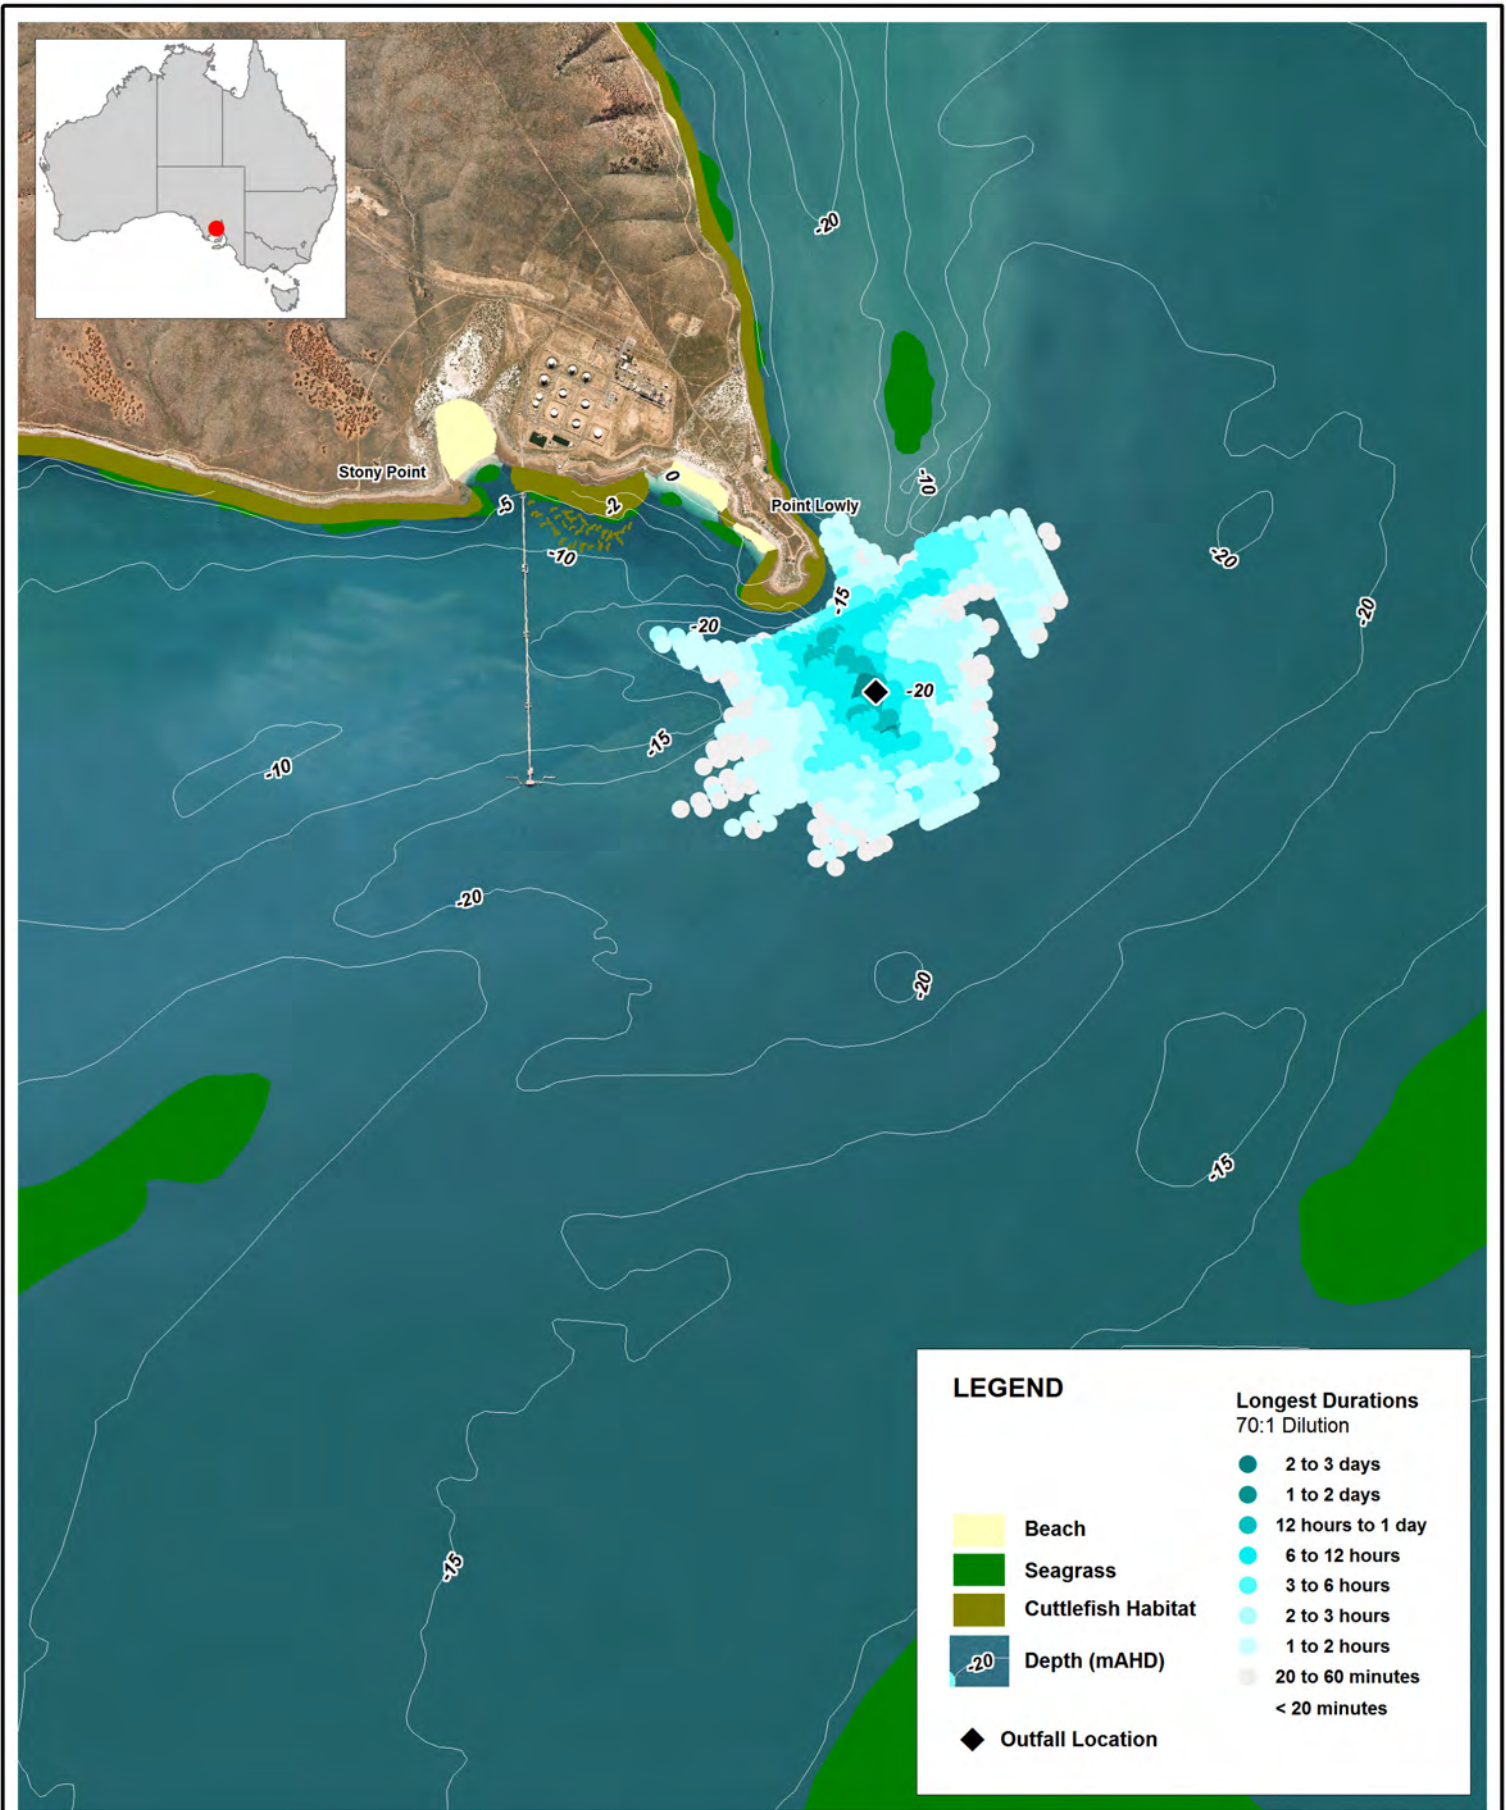 -20
Stony Point
0
-10
-5
-2
Point Lowly
-10
-20
-15
-20
-20
-20
-15
-10
-20
-20
-15
-15
LEGEND
Beach
Seagrass
Cuttlefish Habitat
-20 Depth (mAHD)
Outfall Location
Longest Durations
70:1 Dilution
2 to 3 days
1 to 2 days
12 hours to 1 day
6 to 12 hours
3 to 6 hours
2 to 3 hours
1 to 2 hours
20 to 60 minutes
< 20 minutes